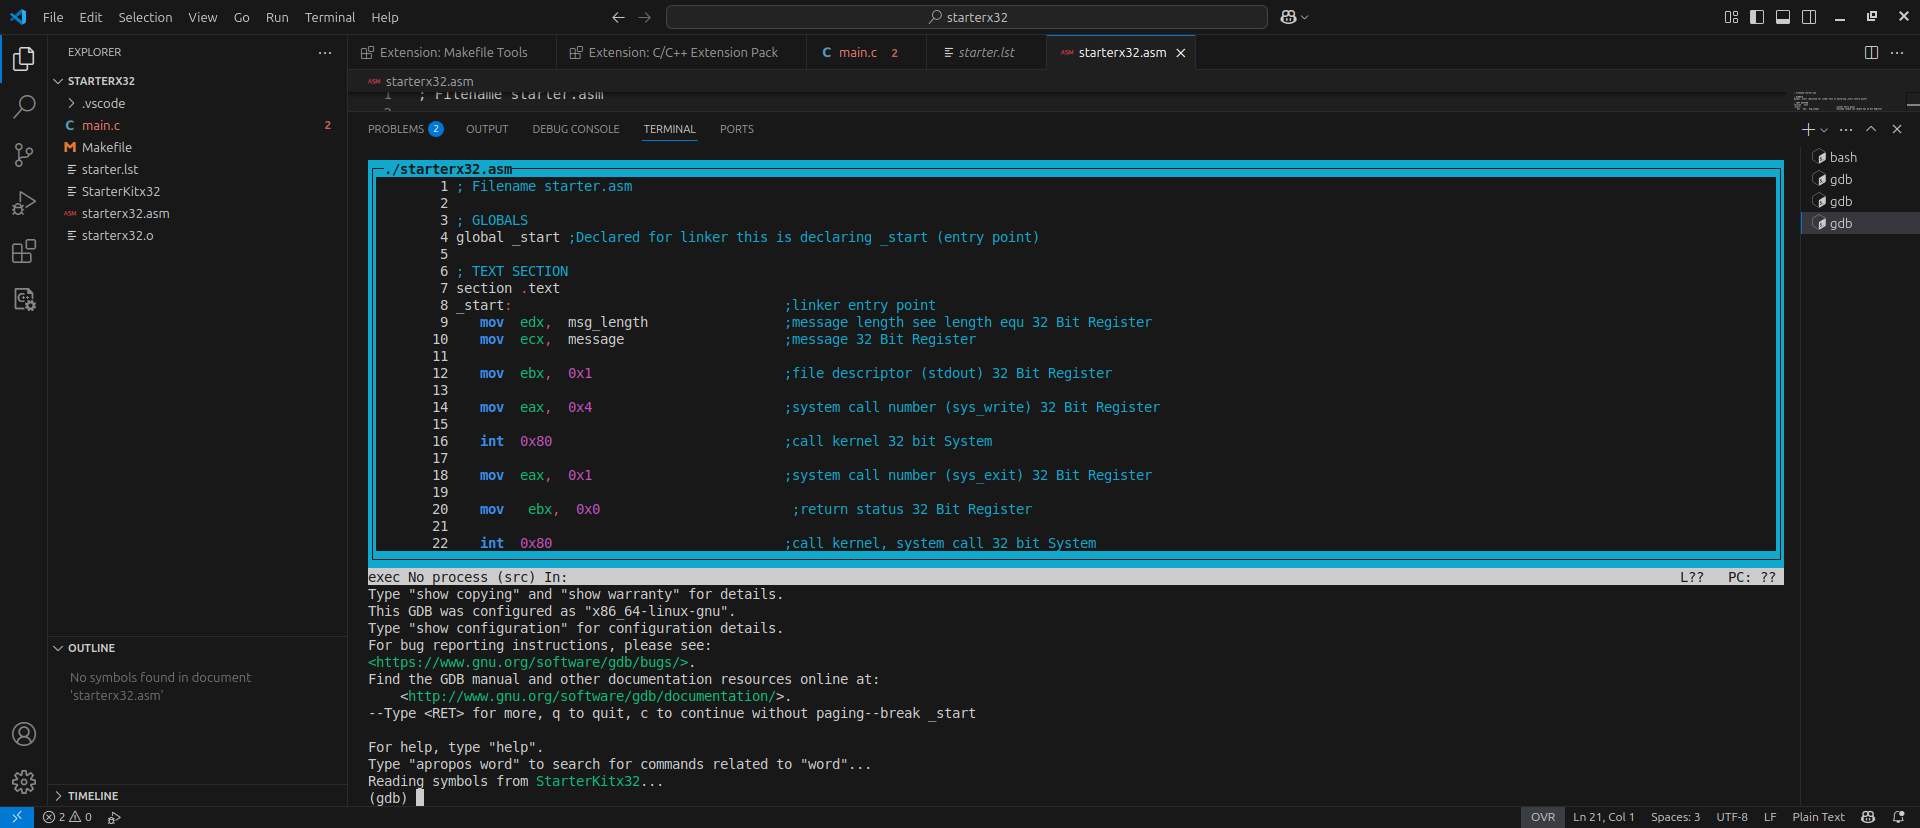 File Edit Selection View Go Run Terminal Help
starterx32
EXPLORER
STARTERX32
.vscode
C main.c 2
M Makefile
starter.lst
StarterKitx32
ASM starterx32.asm
starterx32.o
OUTLINE
No symbols found in document
'starterx32.asm'
TIMELINE
Extension: Makefile Tools
Extension: C/C++ Extension Pack
C main.c 2
starter.lst
ASM starterx32.asm
ASM starterx32.asm
1 ; Filename starter.asm
2
PROBLEMS 2 OUTPUT DEBUG CONSOLE TERMINAL PORTS
./starterx32.asm
1 ; Filename starter.asm
2
3 ; GLOBALS
4 global _start ;Declared for linker this is declaring _start (entry point)
5
6 ; TEXT SECTION
7 section .text
8 _start: ;linker entry point
9 mov edx, msg_length ;message length see length equ 32 Bit Register
10 mov ecx, message ;message 32 Bit Register
11
12 mov ebx, 0x1 ;file descriptor (stdout) 32 Bit Register
13
14 mov eax, 0x4 ;system call number (sys_write) 32 Bit Register
15
16 int 0x80 ;call kernel 32 bit System
17
18 mov eax, 0x1 ;system call number (sys_exit) 32 Bit Register
19
20 mov ebx, 0x0 ;return status 32 Bit Register
21
22 int 0x80 ;call kernel, system call 32 bit System
exec No process (src) In: L?? PC: ??
Type "show copying" and "show warranty" for details.
This GDB was configured as "x86_64-linux-gnu".
Type "show configuration" for configuration details.
For bug reporting instructions, please see:
<https://www.gnu.org/software/gdb/bugs/>.
Find the GDB manual and other documentation resources online at:
<http://www.gnu.org/software/gdb/documentation/>.
--Type <RET> for more, q to quit, c to continue without paging--break _start
For help, type "help".
Type "apropos word" to search for commands related to "word"...
Reading symbols from StarterKitx32...
(gdb)
bash
gdb
gdb
gdb
2 0
OVR Ln 21, Col 1 Spaces: 3 UTF-8 LF Plain Text